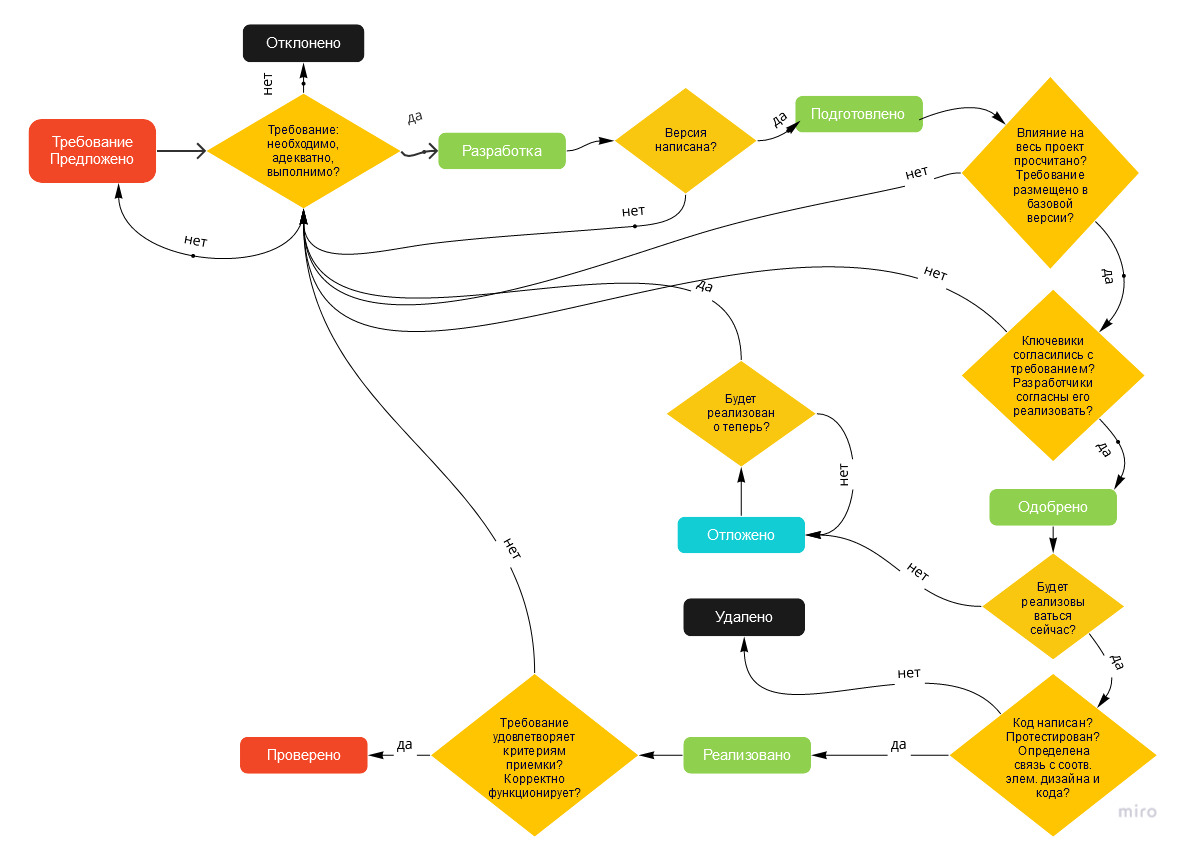 Отклонено
нет
Требование
Предложено
Требование:
необходимо,
адекватно,
выполнимо?
да
Разработка
Версия
написана?
да
Подготовлено
Влияние на
весь проект
просчитано?
Требование
размещено в
базовой
версии?
нет
нет
нет
да
нет
да
Ключевики
согласились с
требованием?
Разработчики
согласны его
реализовать?
да
Будет
реализован
о теперь?
нет
Отложено
Одобрено
нет
Будет
реализовы
ваться
сейчас?
да
нет
Удалено
нет
Код написан?
Протестирован?
Определена
связь с соотв.
элем. дизайна и
кода?
да
Реализовано
Требование
удовлетворяет
критериям
приемки?
Корректно
функционирует?
да
Проверено
miro